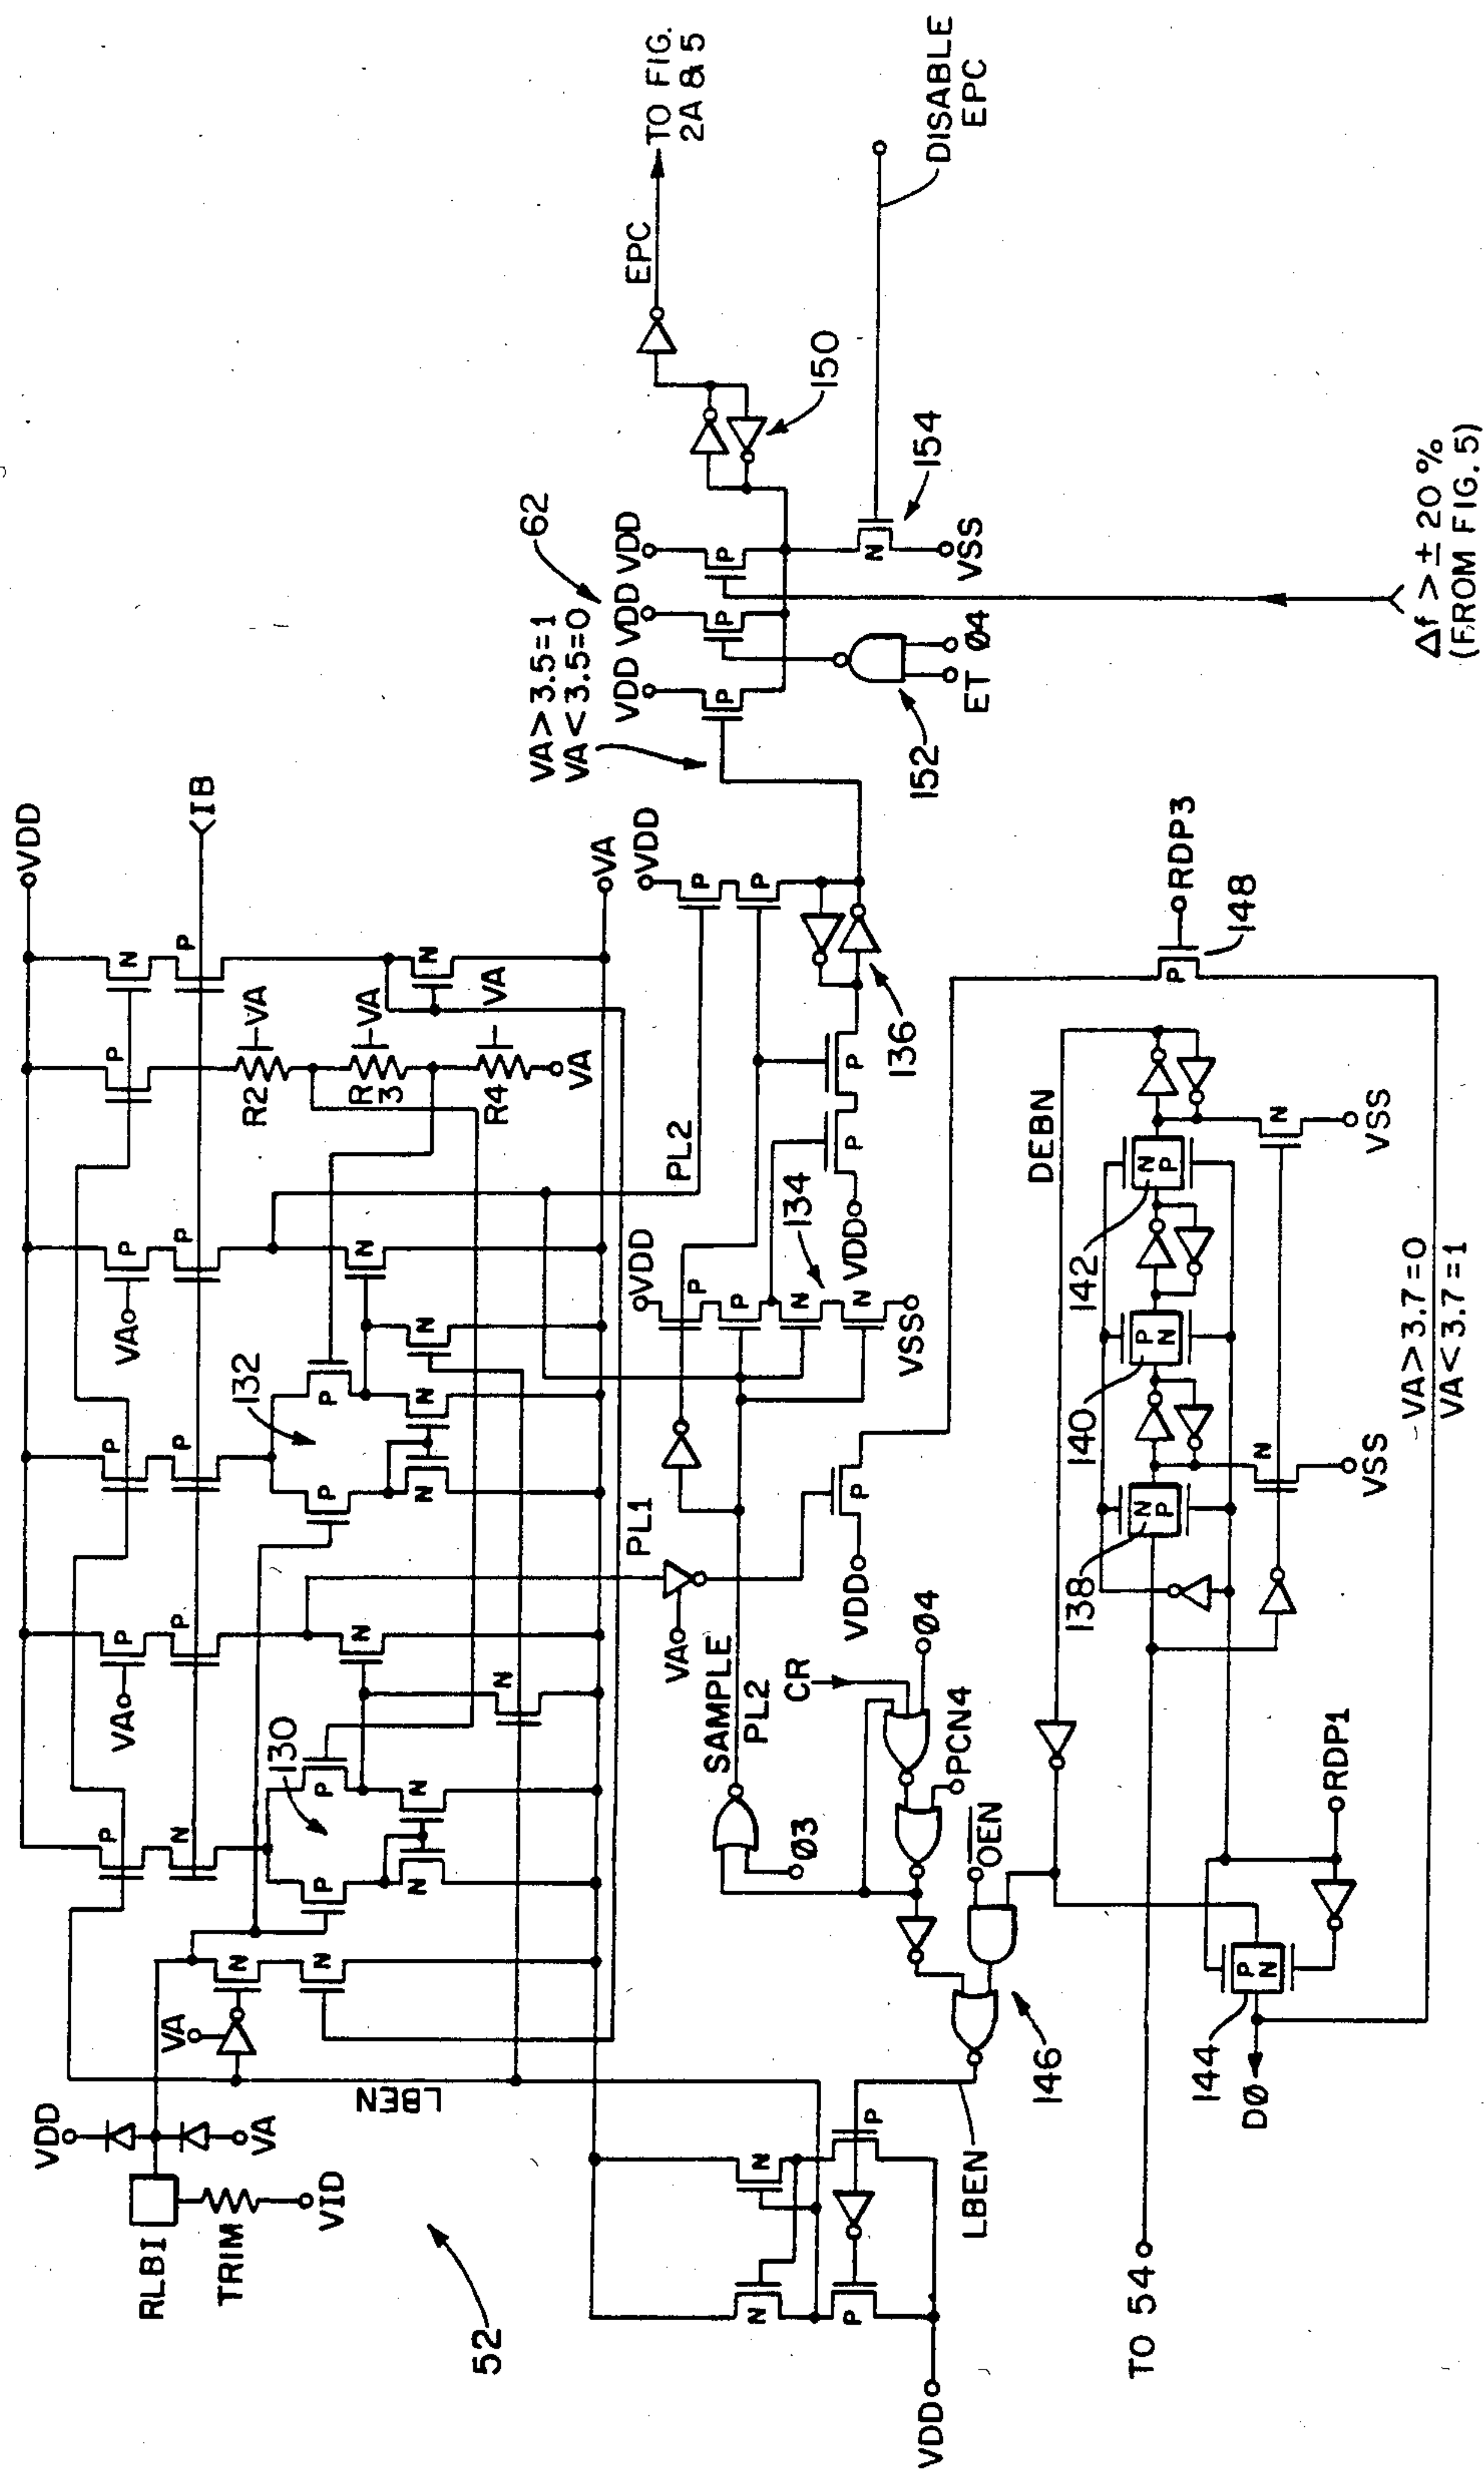 VDD
IB
VA
N
P
P
R2
VA
R3
VA
R4
VA
VA
N
P
P
VA
N
132
P
P
N
N
N
P
P
VA
N
130
P
N
P
P
N
N
N
N
N
VA
VDD
VA
RLBI
TRIM
VID
LBEN
52
N
N
P
P
VDD
LBEN
PL1
VA
SAMPLE
PL2
Ø3
CR
Ø4
PCN4
OEN
146
VDD
P
VDD
P
P
N
N
VSS
134
PL2
VDD
P
P
136
VDD
P
P
VA > 3.5=1
VA < 3.5=0
62
VDD
VDD
VDD
P
P
P
152
ET
Ø4
N
VSS
154
150
EPC
TO FIG.
2A & 5
DISABLE
EPC
Δf > ± 20 %
(FROM FIG. 5)
RDP3
P
148
DEBN
138
N
P
140
P
N
142
N
P
N
VSS
N
VSS
TO 54
144
P
N
DØ
RDP1
VA > 3.7=0
VA < 3.7=1